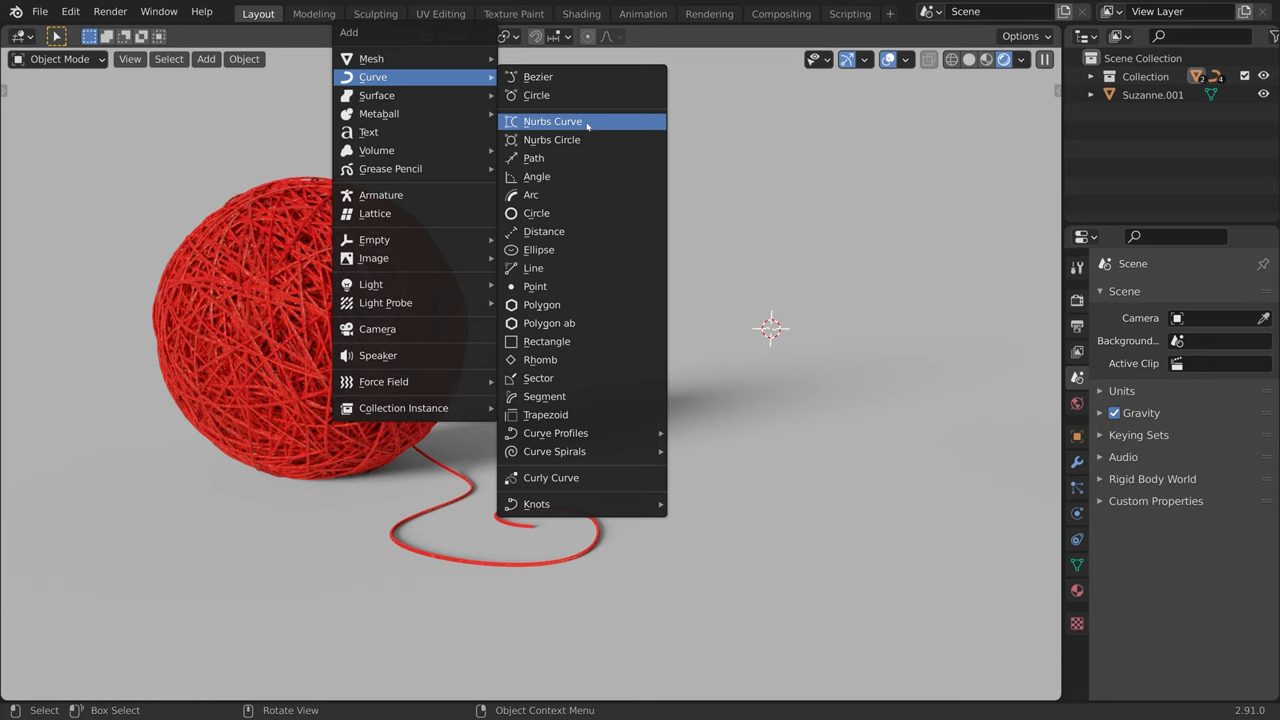 File Edit Render Window Help Layout Modeling Sculpting UV Editing Texture Paint Shading Animation Rendering Compositing Scripting + Scene View Layer
Options
Object Mode View Select Add Object
Add
Mesh
Curve
Surface
Metaball
Text
Volume
Grease Pencil
Armature
Lattice
Empty
Image
Light
Light Probe
Camera
Speaker
Force Field
Collection Instance
Bezier
Circle
Nurbs Curve
Nurbs Circle
Path
Angle
Arc
Circle
Distance
Ellipse
Line
Point
Polygon
Polygon ab
Rectangle
Rhomb
Sector
Segment
Trapezoid
Curve Profiles
Curve Spirals
Curly Curve
Knots
Scene Collection
Collection 2 4
Suzanne.001
Scene
Scene
Camera
Background...
Active Clip
Units
Gravity
Keying Sets
Audio
Rigid Body World
Custom Properties
Select Box Select Rotate View Object Context Menu 2.91.0